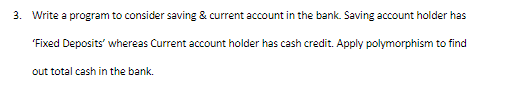 3. Write a program to consider saving & current account in the bank. Saving account holder has
‘Fixed Deposits’ whereas Current account holder has cash credit. Apply polymorphism to find
out total cash in the bank.